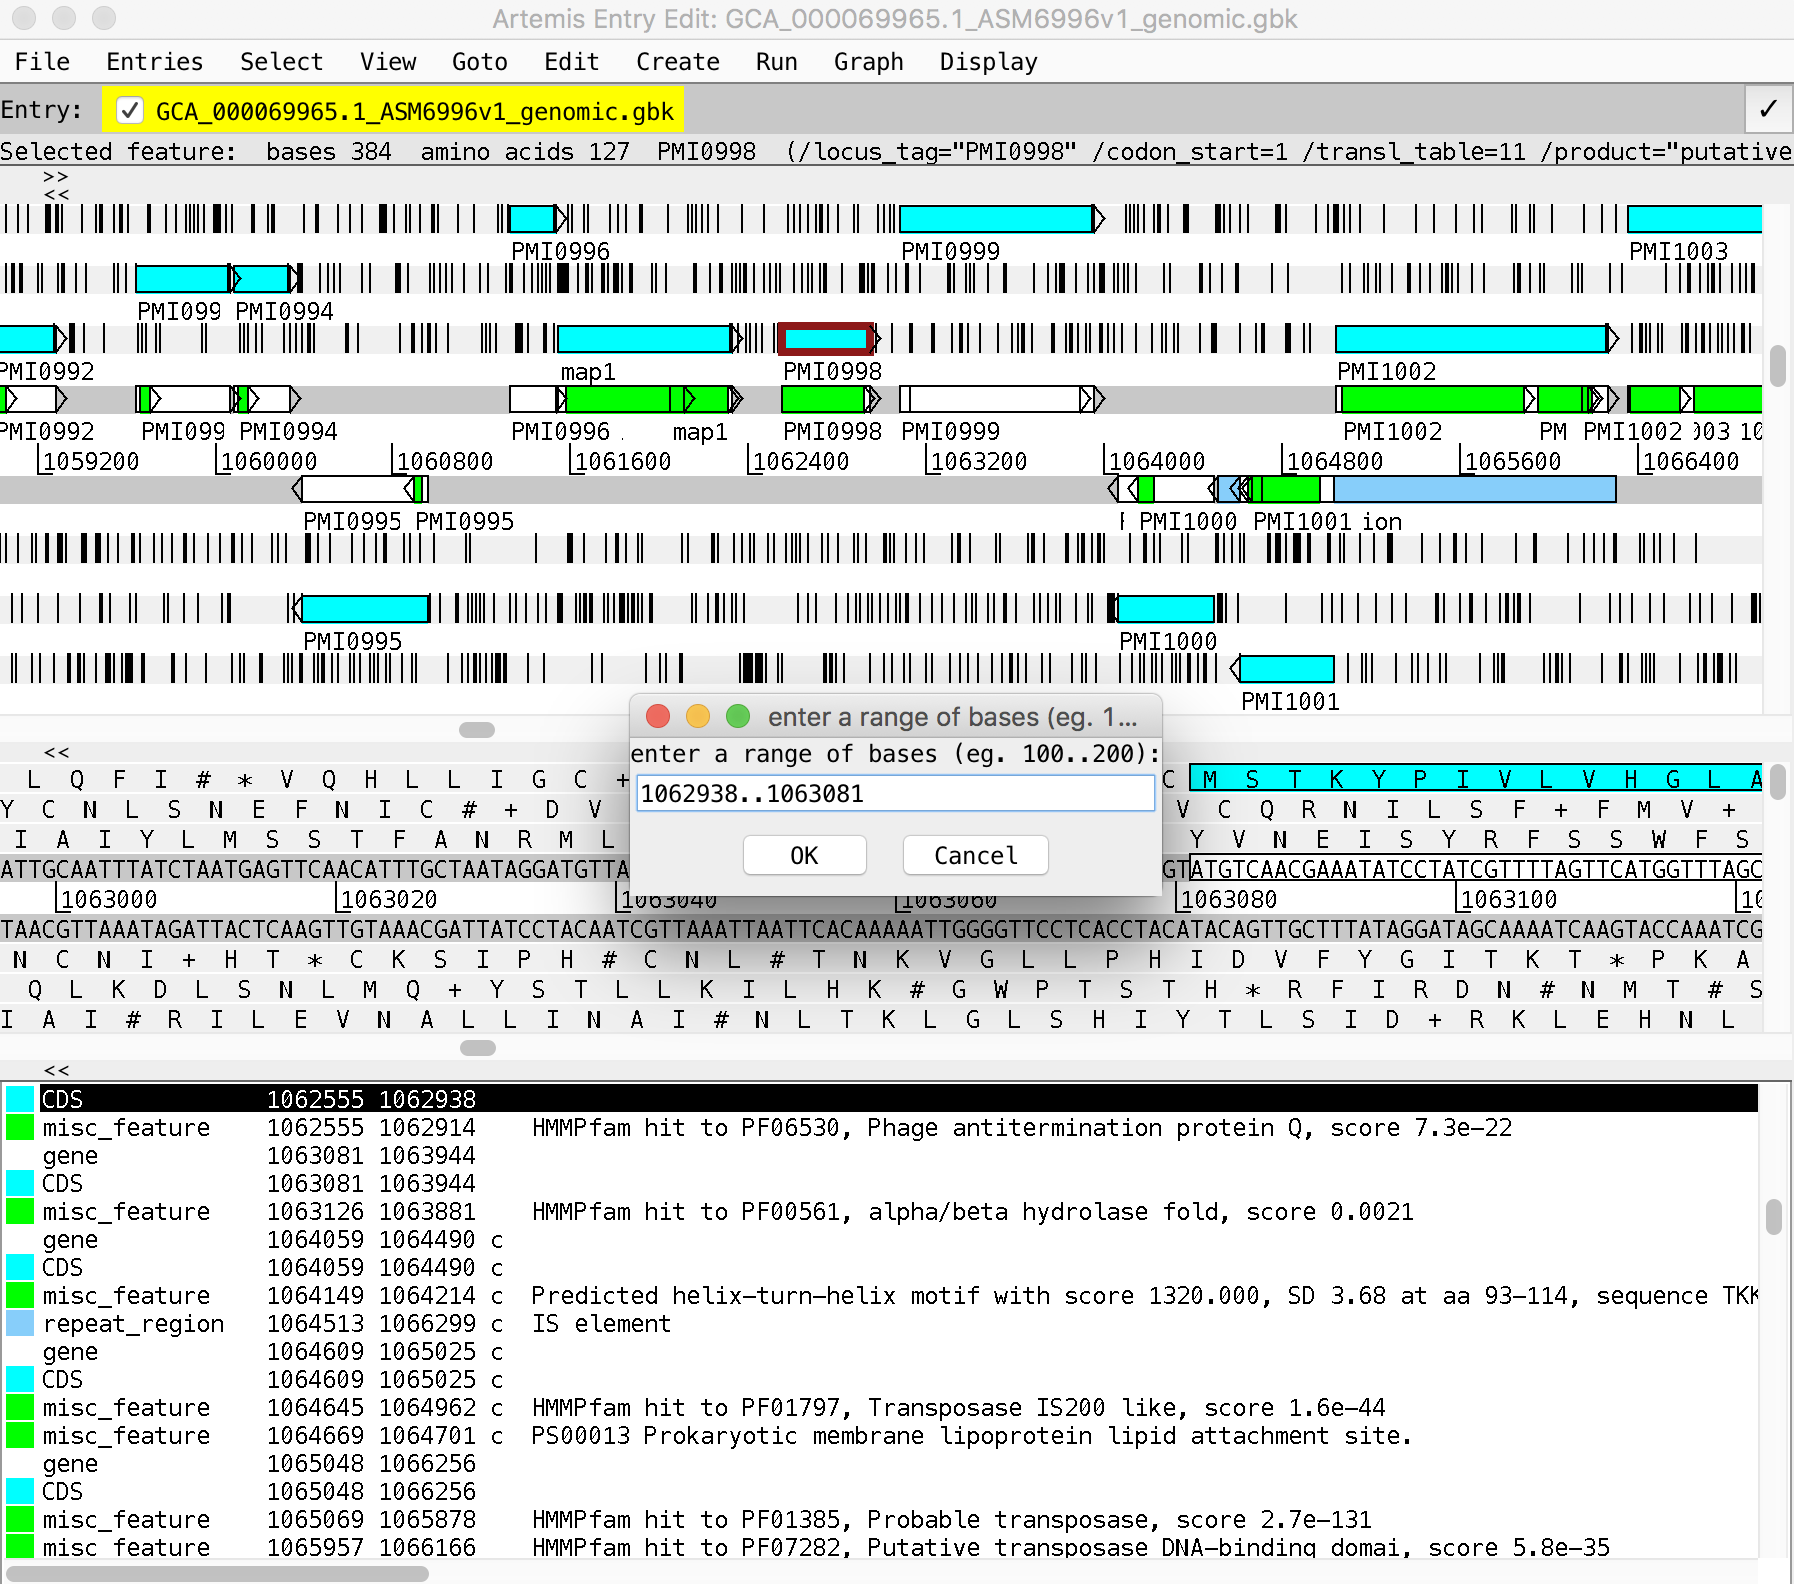 Artemis Entry Edit: GCA_000069965.1_ASM6996v1_genomic.gbk
File Entries Select View Goto Edit Create Run Graph Display
Entry: ✓ GCA_000069965.1_ASM6996v1_genomic.gbk ✓
Selected feature: bases 384 amino acids 127 PMI0998 (/locus_tag="PMI0998" /codon_start=1 /transl_table=11 /product="putative
>>
<<
PMI0996 PMI0999 PMI1003
PMI099 PMI0994
PMI0992 map1 PMI0998 PMI1002
PMI0992 PMI099 PMI0994 PMI0996 map1 PMI0998 PMI0999 PMI1002 PM PMI1002 003 10
1059200 1060000 1060800 1061600 1062400 1063200 1064000 1064800 1065600 1066400
PMI0995 PMI0995 PMI1000 PMI1001 ion
PMI0995 PMI1000
PMI1001
enter a range of bases (eg. 1...
enter a range of bases (eg. 100..200):
1062938..1063081
OK Cancel
<<
L Q F I # * V Q H L L I G C + C M S T K Y P I V L V H G L A
Y C N L S N E F N I C # + D V V C Q R N I L S F + F M V +
I A I Y L M S S T F A N R M L Y V N E I S Y R F S S W F S
ATTGCAATTTATCTAATGAGTTCAACATTTGCTAATAGGATGTTA GTATGTCAACGAAATATCCTATCGTTTTAGTTCATGGTTTAGC
1063000 1063020 1063040 1063060 1063080 1063100 10
TAACGTTAAATAGATTACTCAAGTTGTAAACGATTATCCTACAATCGTTAAATTAATTCACAAAAATTGGGGTTCCTCACCTACATACAGTTGCTTTATAGGATAGCAAAATCAAGTACCAAATCG
N C N I + H T * C K S I P H # C N L # T N K V G L L P H I D V F Y G I T K T * P K A
Q L K D L S N L M Q + Y S T L L K I L H K # G W P T S T H * R F I R D N # N M T # S
I A I # R I L E V N A L L I N A I # N L T K L G L S H I Y T L S I D + R K L E H N L
<<
CDS 1062555 1062938
misc_feature 1062555 1062914 HMMPfam hit to PF06530, Phage antitermination protein Q, score 7.3e-22
gene 1063081 1063944
CDS 1063081 1063944
misc_feature 1063126 1063881 HMMPfam hit to PF00561, alpha/beta hydrolase fold, score 0.0021
gene 1064059 1064490 c
CDS 1064059 1064490 c
misc_feature 1064149 1064214 c Predicted helix-turn-helix motif with score 1320.000, SD 3.68 at aa 93-114, sequence TKK
repeat_region 1064513 1066299 c IS element
gene 1064609 1065025 c
CDS 1064609 1065025 c
misc_feature 1064645 1064962 c HMMPfam hit to PF01797, Transposase IS200 like, score 1.6e-44
misc_feature 1064669 1064701 c PS00013 Prokaryotic membrane lipoprotein lipid attachment site.
gene 1065048 1066256
CDS 1065048 1066256
misc_feature 1065069 1065878 HMMPfam hit to PF01385, Probable transposase, score 2.7e-131
misc_feature 1065957 1066166 HMMPfam hit to PF07282, Putative transposase DNA-binding domai, score 5.8e-35